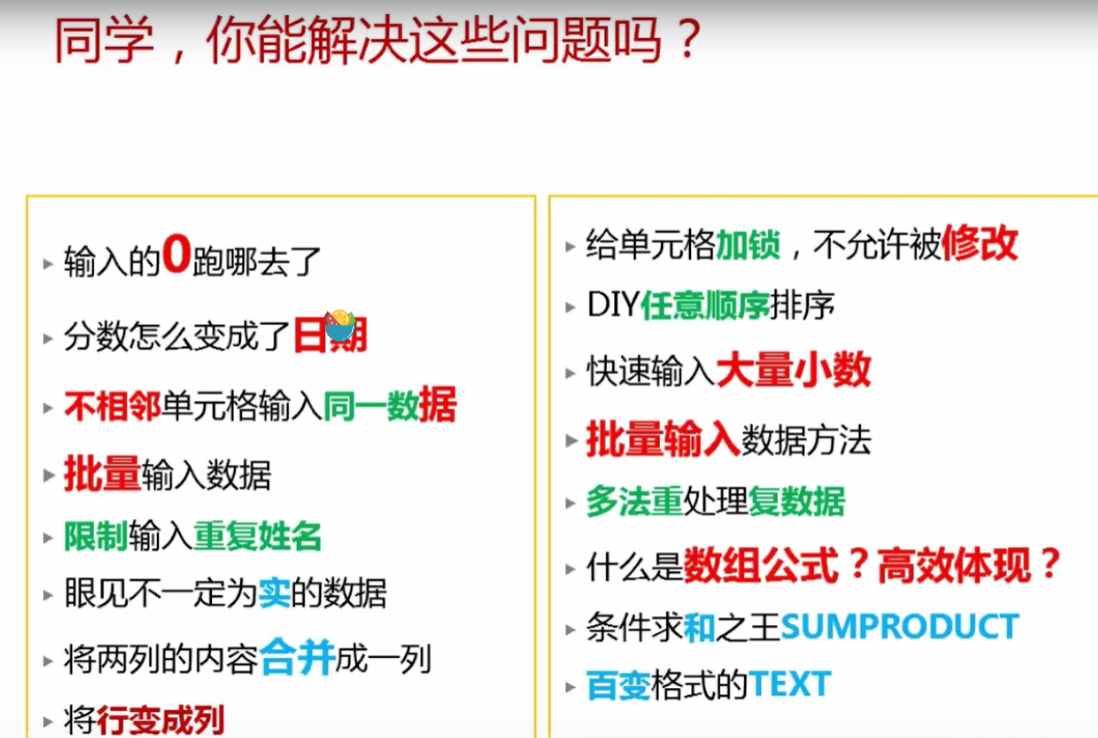 同学，你能解决这些问题吗？
输入的0跑哪去了
分数怎么变成了日期
不相邻单元格输入同一数据
批量输入数据
限制输入重复姓名
眼见不一定为实的数据
将两列的内容合并成一列
将行变成列
给单元格加锁，不允许被修改
DIY任意顺序排序
快速输入大量小数
批量输入数据方法
多法重处理复数据
什么是数组公式？高效体现？
条件求和之王SUMPRODUCT
百变格式的TEXT